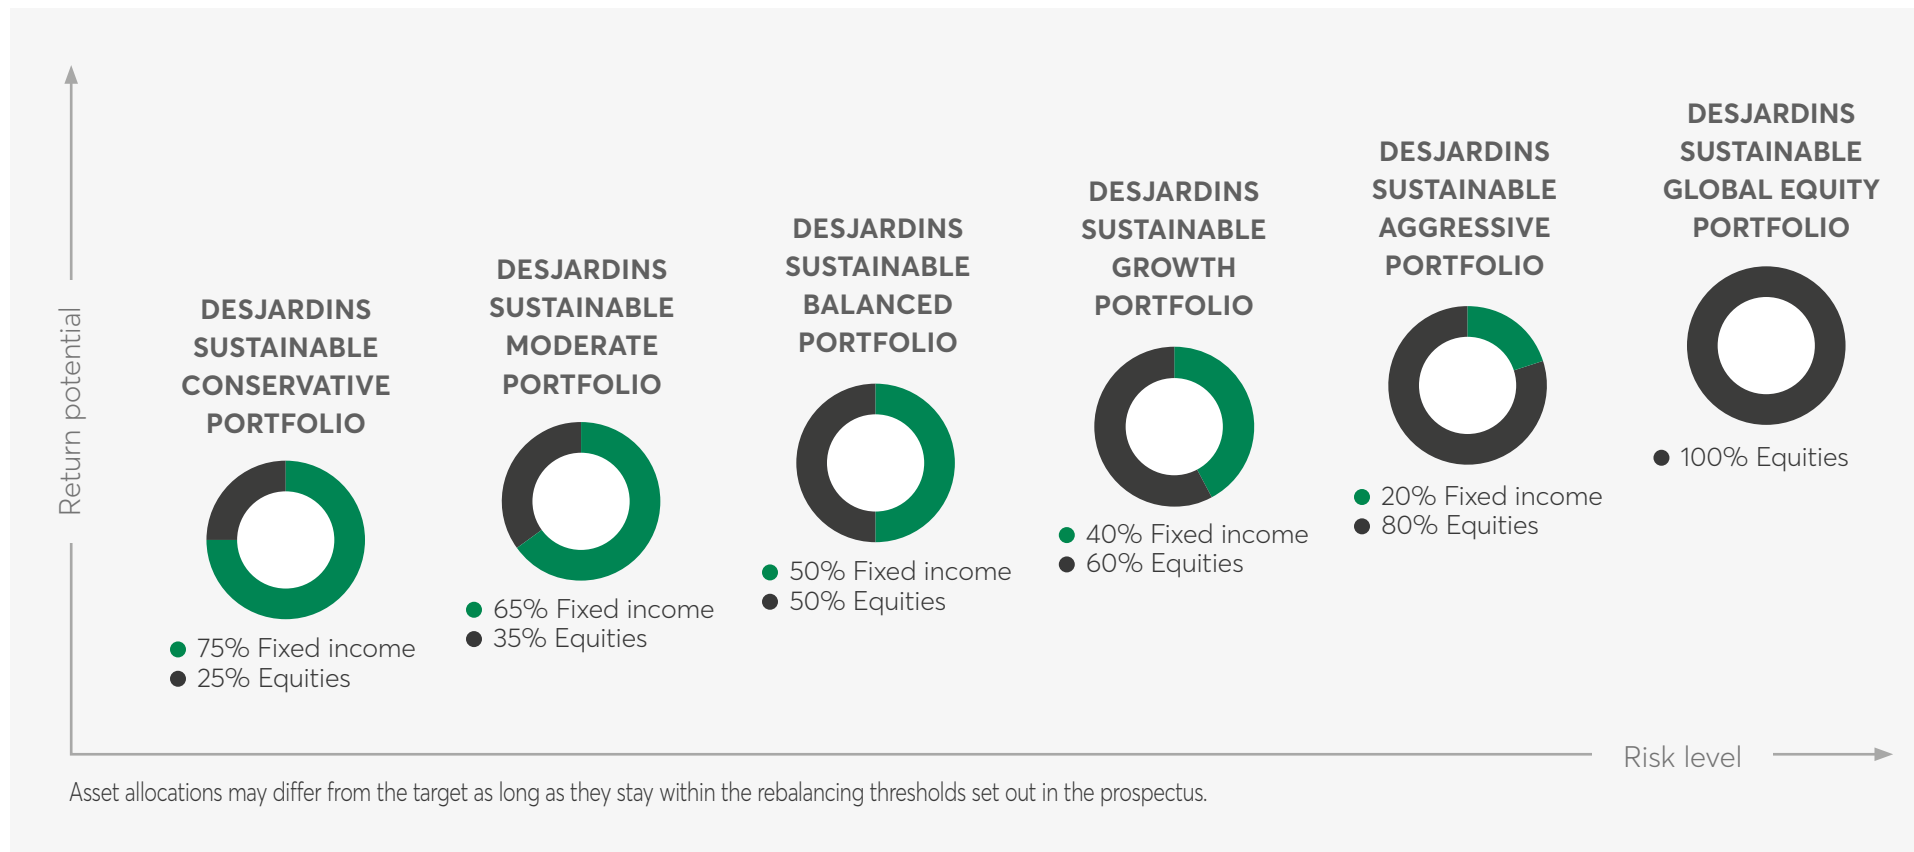 Return potential
DESJARDINS
SUSTAINABLE
CONSERVATIVE
PORTFOLIO
75% Fixed income
25% Equities
DESJARDINS
SUSTAINABLE
MODERATE
PORTFOLIO
65% Fixed income
35% Equities
DESJARDINS
SUSTAINABLE
BALANCED
PORTFOLIO
50% Fixed income
50% Equities
DESJARDINS
SUSTAINABLE
GROWTH
PORTFOLIO
40% Fixed income
60% Equities
DESJARDINS
SUSTAINABLE
AGGRESSIVE
PORTFOLIO
20% Fixed income
80% Equities
DESJARDINS
SUSTAINABLE
GLOBAL EQUITY
PORTFOLIO
100% Equities
Risk level
Asset allocations may differ from the target as long as they stay within the rebalancing thresholds set out in the prospectus.